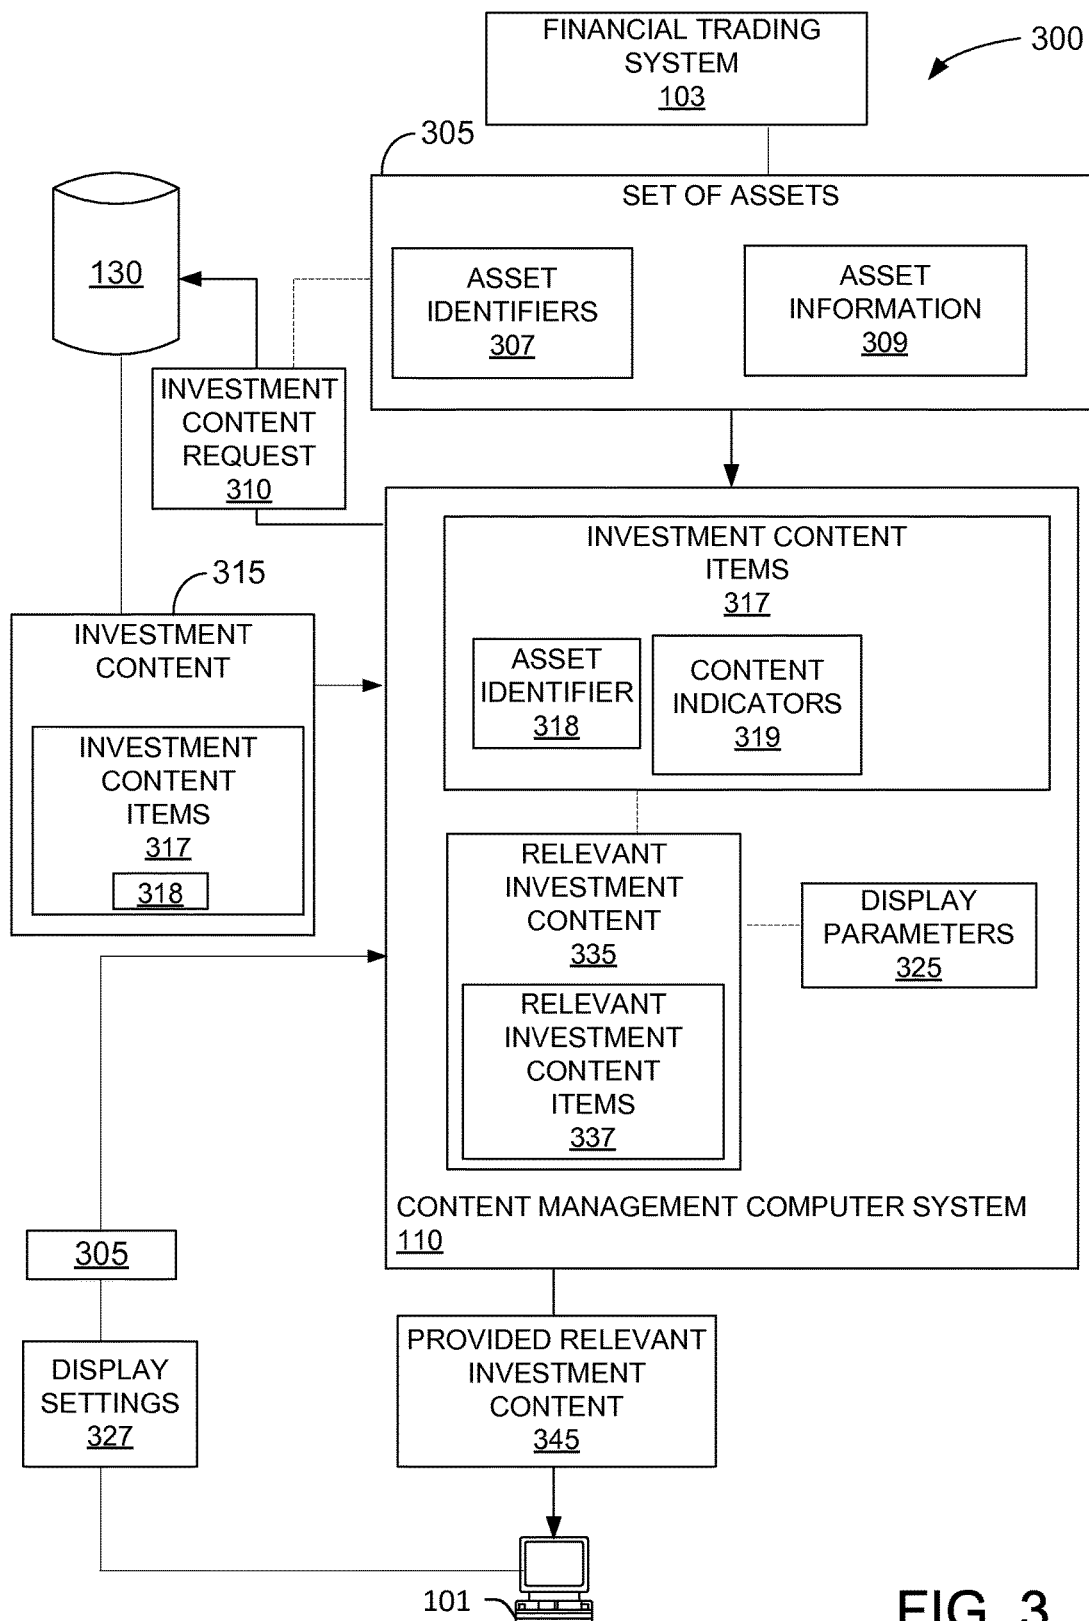 FINANCIAL TRADING
SYSTEM
103
300
305
SET OF ASSETS
ASSET
IDENTIFIERS
307
ASSET
INFORMATION
309
130
INVESTMENT
CONTENT
REQUEST
310
INVESTMENT CONTENT
ITEMS
317
ASSET
IDENTIFIER
318
CONTENT
INDICATORS
319
315
INVESTMENT
CONTENT
INVESTMENT
CONTENT
ITEMS
317
318
RELEVANT
INVESTMENT
CONTENT
335
RELEVANT
INVESTMENT
CONTENT
ITEMS
337
DISPLAY
PARAMETERS
325
CONTENT MANAGEMENT COMPUTER SYSTEM
110
305
DISPLAY
SETTINGS
327
PROVIDED RELEVANT
INVESTMENT
CONTENT
345
101
FIG. 3